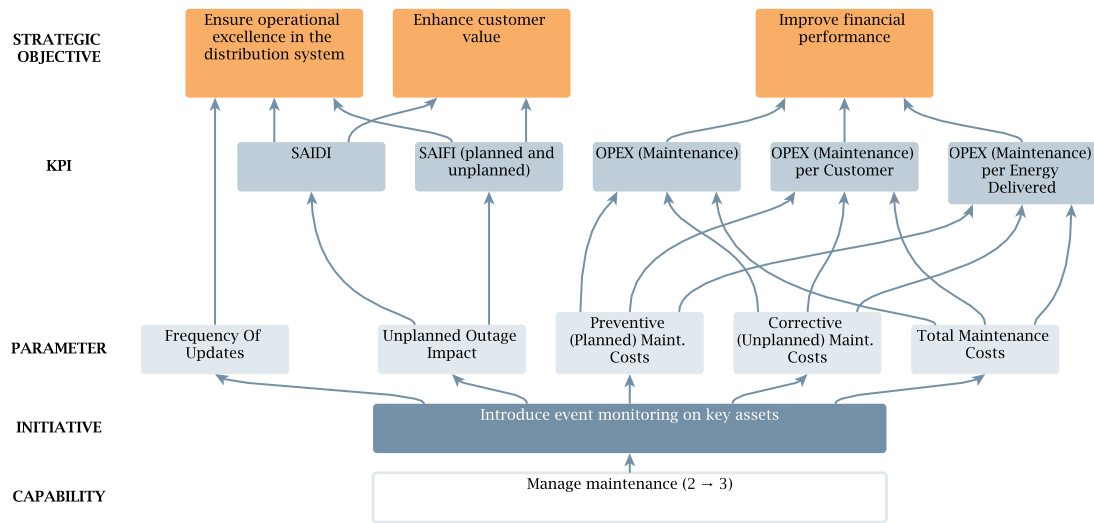 STRATEGIC
OBJECTIVE
Ensure operational
excellence in the
distribution system
Enhance customer
value
Improve financial
performance
KPI
SAIDI
SAIFI (planned and
unplanned)
OPEX (Maintenance)
OPEX (Maintenance)
per Customer
OPEX (Maintenance)
per Energy
Delivered
PARAMETER
Frequency Of
Updates
Unplanned Outage
Impact
Preventive
(Planned) Maint.
Costs
Corrective
(Unplanned) Maint.
Costs
Total Maintenance
Costs
INITIATIVE
Introduce event monitoring on key assets
CAPABILITY
Manage maintenance (2 → 3)